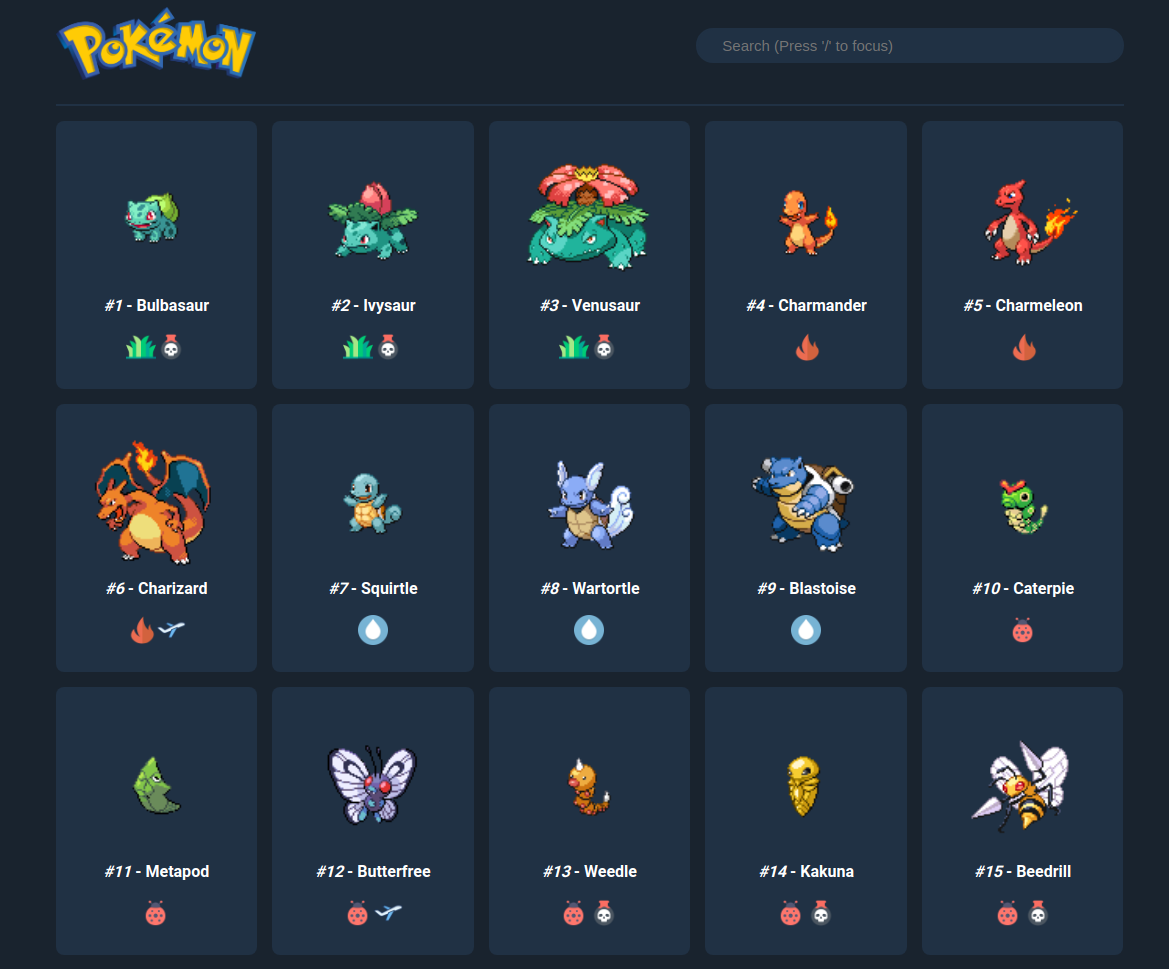 Pokémon
Search (Press '/' to focus)
#1 - Bulbasaur
#2 - Ivysaur
#3 - Venusaur
#4 - Charmander
#5 - Charmeleon
#6 - Charizard
#7 - Squirtle
#8 - Wartortle
#9 - Blastoise
#10 - Caterpie
#11 - Metapod
#12 - Butterfree
#13 - Weedle
#14 - Kakuna
#15 - Beedrill